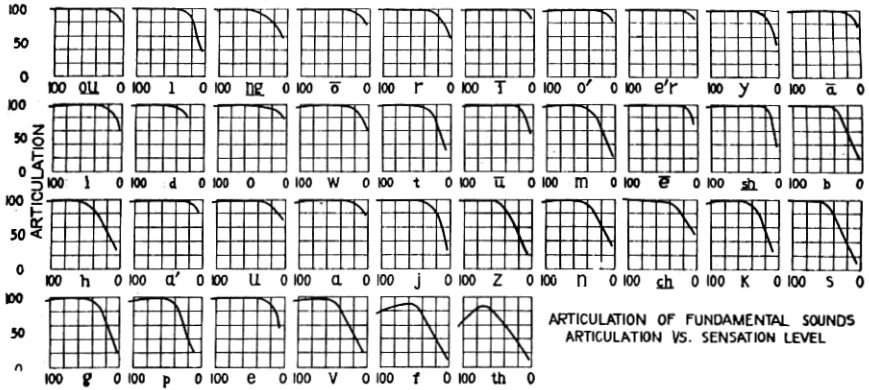 100
50
0
100 0 100 0 100 0 100 0 100 0 100 0 100 0 100 0 100 0 100 0
ou l ng ō r ī o' e'r y ā
100
50
0
100 0 100 0 100 0 100 0 100 0 100 0 100 0 100 0 100 0 100 0
d o w t ū m ē sh b
100
50
0
100 0 100 0 100 0 100 0 100 0 100 0 100 0 100 0 100 0 100 0
h a' u a j z n ch k s
100
50
0
100 0 100 0 100 0 100 0 100 0 100 0
g p e v f th
ARTICULATION
ARTICULATION OF FUNDAMENTAL SOUNDS
ARTICULATION VS. SENSATION LEVEL